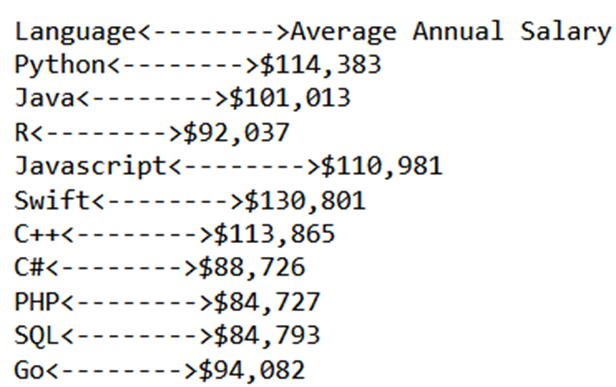 Language<-------->Average Annual Salary
Python<-------->$114,383
Java<-------->$101,013
R<-------->$92,037
Javascript<-------->$110,981
Swift<-------->$130,801
C++<-------->$113,865
C#<-------->$88,726
PHP<-------->$84,727
SQL<-------->$84,793
Go<-------->$94,082